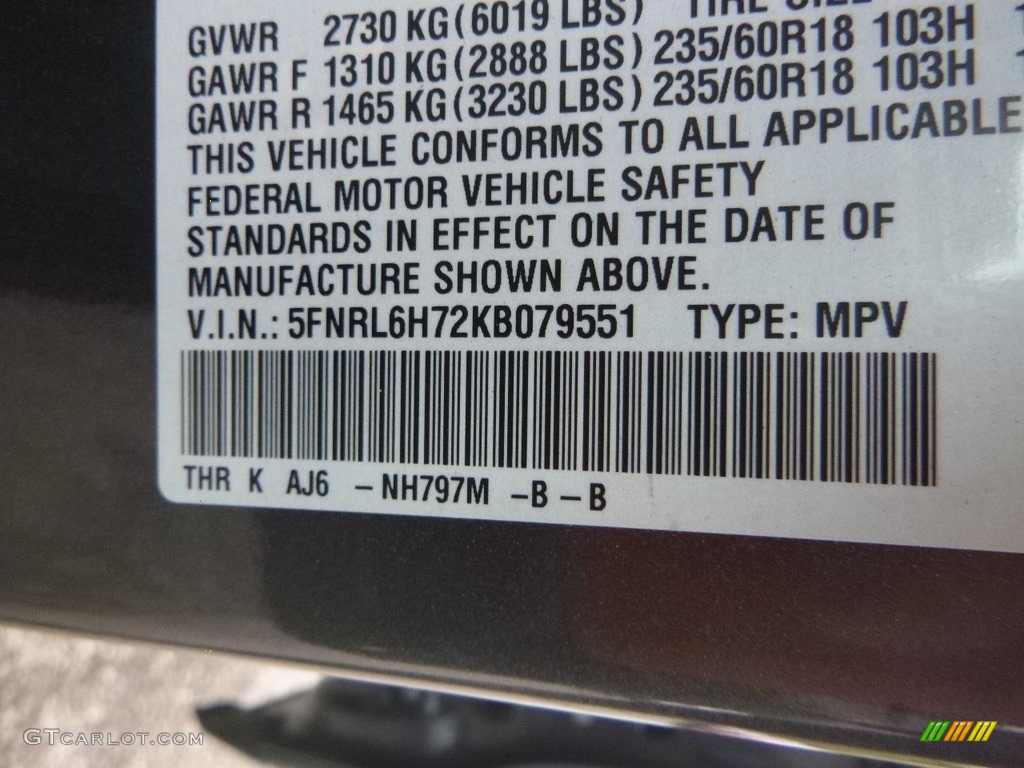 GVWR 2730 KG (6019 LBS) TIRE SIZE
GAWR F 1310 KG (2888 LBS) 235/60R18 103H
GAWR R 1465 KG (3230 LBS) 235/60R18 103H
THIS VEHICLE CONFORMS TO ALL APPLICABLE
FEDERAL MOTOR VEHICLE SAFETY
STANDARDS IN EFFECT ON THE DATE OF
MANUFACTURE SHOWN ABOVE.
V.I.N.: 5FNRL6H72KB079551 TYPE: MPV
THR K AJ6 -NH797M -B-B
GTCARLOT.COM